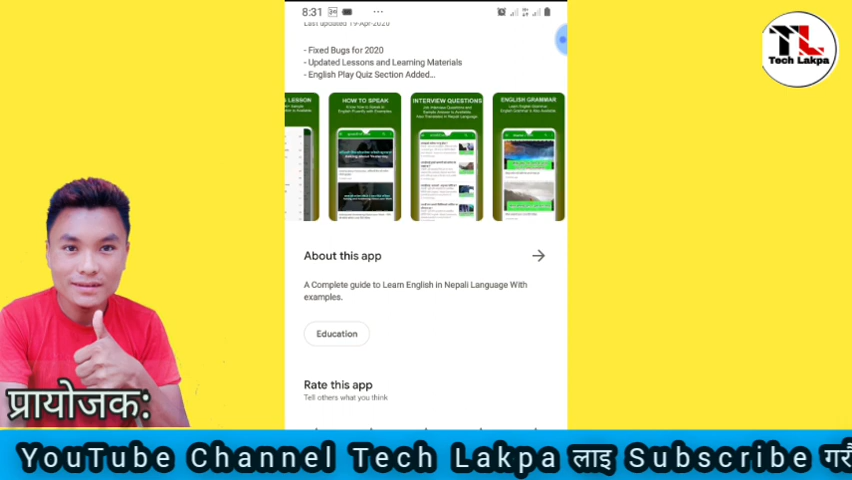 8:31
Last updated 19-Apr-2020
- Fixed Bugs for 2020
- Updated Lessons and Learning Materials
- English Play Quiz Section Added...
TL
Tech Lakpa
LESSON
HOW TO SPEAK
INTERVIEW QUESTIONS
ENGLISH GRAMMAR
About this app
A Complete guide to Learn English in Nepali Language With
examples.
Education
Rate this app
Tell others what you think
प्रायोजक:
YouTube Channel Tech Lakpa लाइ Subscribe गरौ